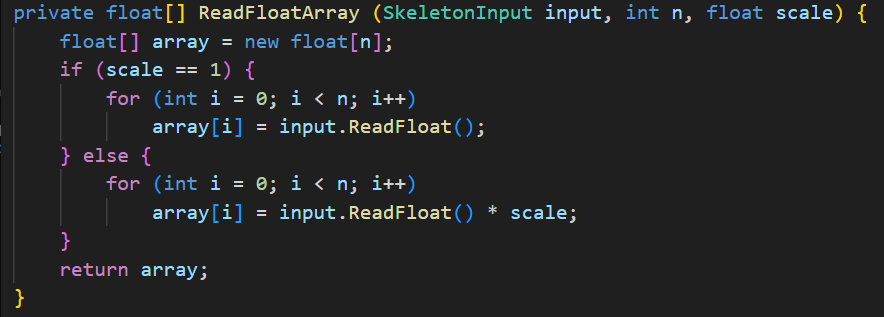 private float[] ReadFloatArray (SkeletonInput input, int n, float scale) {
    float[] array = new float[n];
    if (scale == 1) {
        for (int i = 0; i < n; i++)
            array[i] = input.ReadFloat();
    } else {
        for (int i = 0; i < n; i++)
            array[i] = input.ReadFloat() * scale;
    }
    return array;
}